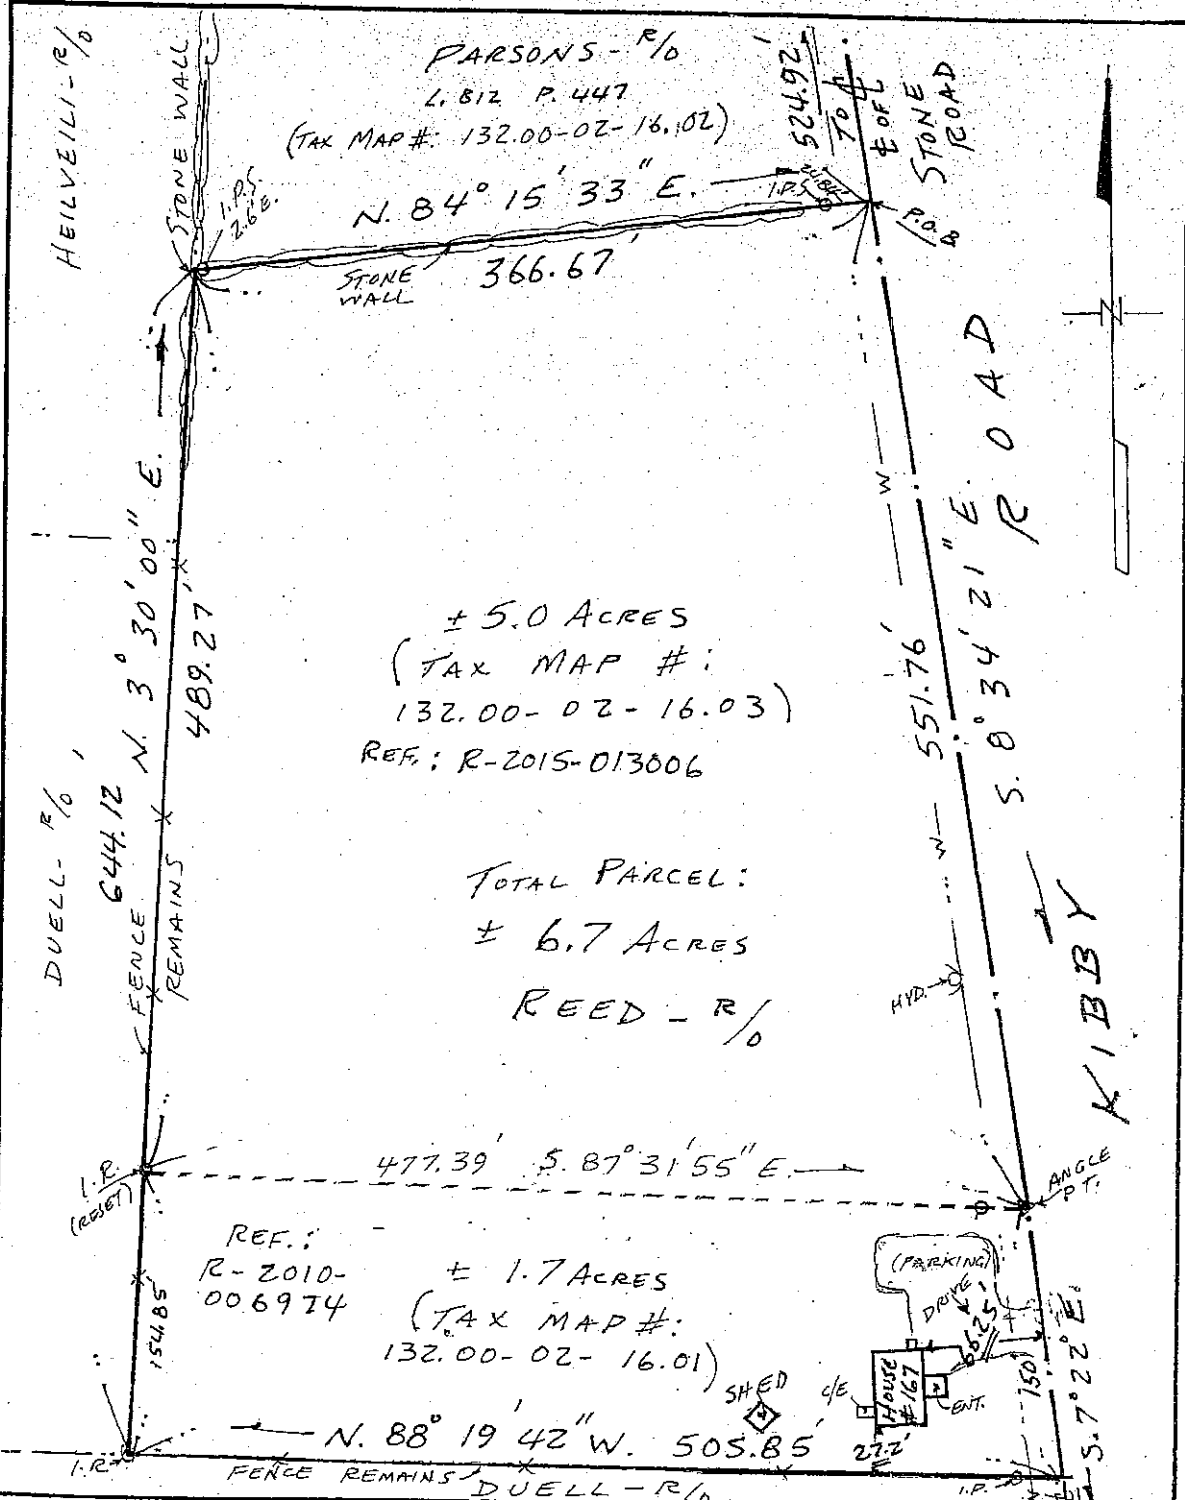 HEILVEILI - R/O
STONE WALL
PARSONS - R/O
L. 812 P. 447
(TAX MAP #: 132.00-02-16.02)
524.92'
TO ℄ OF STONE ROAD
I.P.S. 2.6 E.
N. 84° 15' 33" E.
I.P.S.
P.O.B
STONE WALL
366.67'
N
KIBBY ROAD
N. 3° 30' 00" E.
644.12'
489.27'
W
551.76'
S. 8° 34' 21" E.
± 5.0 ACRES
(TAX MAP #:
132.00-02-16.03)
REF.: R-2015-013006
DUELL - R/O
FENCE REMAINS
TOTAL PARCEL:
± 6.7 ACRES
REED - R/O
W
HYD.
I.R.
(RESET)
477.39' S. 87° 31' 55" E.
ANGLE PT.
REF.:
R-2010-
006974
± 1.7 ACRES
(TAX MAP #:
132.00-02-16.01)
154.85'
(PARKING)
DRIVE
66.25'
HOUSE
#167
C/E
ENT.
SHED
150'
S. 7° 22' E.
N. 88° 19' 42" W. 505.85'
22.2'
I.R.
FENCE REMAINS
DUELL - R/O
I.P.